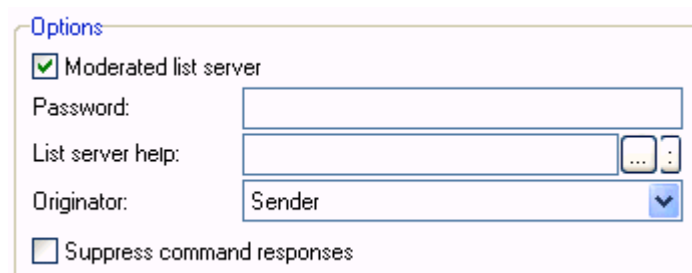 Options
Moderated list server
Password:
List server help:
... :
Originator: Sender
Suppress command responses